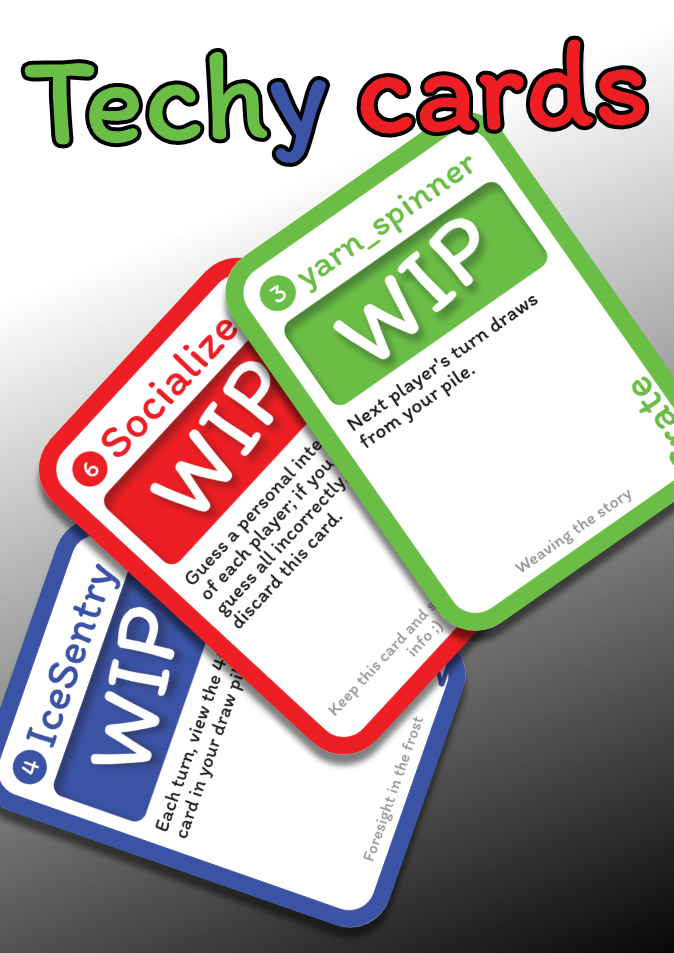 Techy cards
3 yarn_spinner
WIP
Next player's turn draws
from your pile.
Weaving the story
6 Socialize
WIP
Guess a personal inte
of each player; if you
guess all incorrectly,
discard this card.
Keep this card and s
info ;)
4 IceSentry
WIP
Each turn, view the 4
card in your draw pil
Foresight in the frost